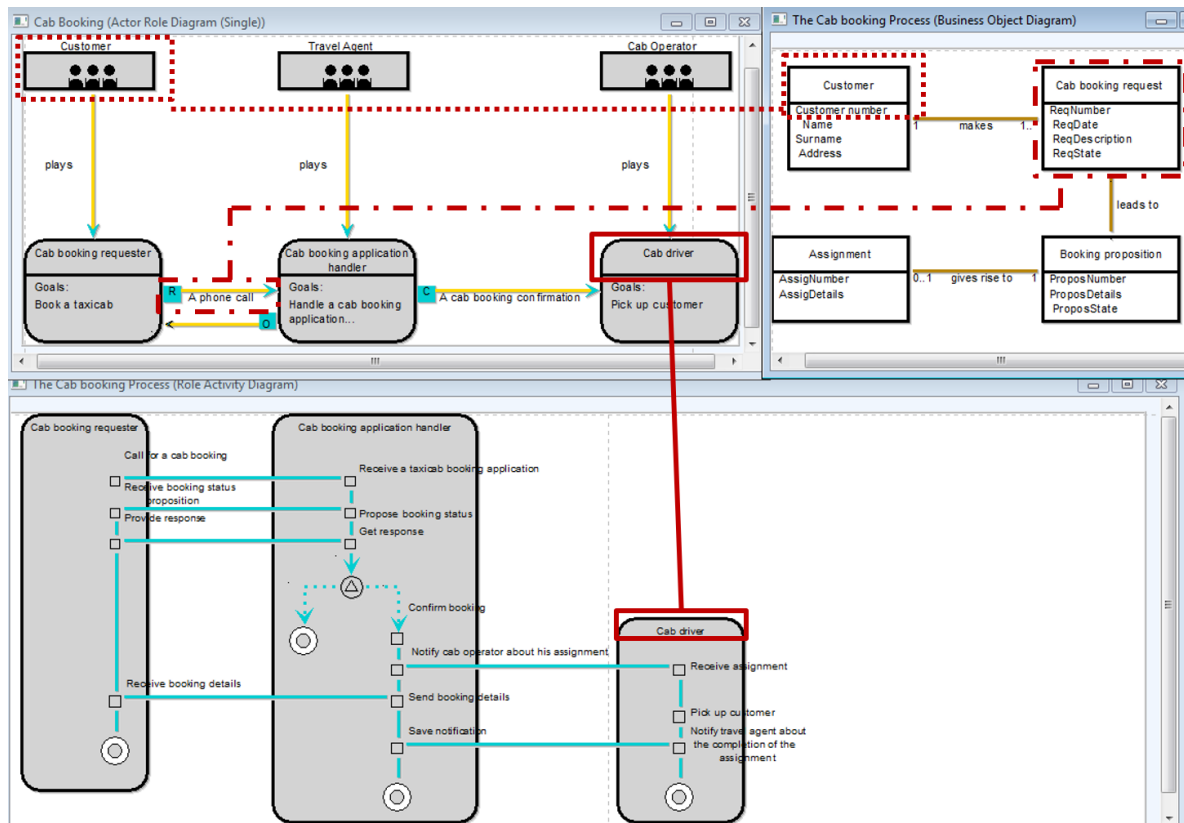 Cab Booking (Actor Role Diagram (Single))
Customer
Travel Agent
Cab Operator
plays
plays
plays
Cab booking requester
Goals:
Book a taxicab
R
A phone call
O
Cab booking application
handler
Goals:
Handle a cab booking
application...
C
A cab booking confirmation
Cab driver
Goals:
Pick up customer
The Cab booking Process (Business Object Diagram)
Customer
Customer number
Name
Surname
Address
1
makes
1..
Cab booking request
ReqNumber
ReqDate
ReqDescription
ReqState
leads to
Assignment
AssigNumber
AssigDetails
0..1
gives rise to
1
Booking proposition
ProposNumber
ProposDetails
ProposState
The Cab booking Process (Role Activity Diagram)
Cab booking requester
Cab booking application handler
Call for a cab booking
Receive a taxicab booking application
Receive booking status
proposition
Propose booking status
Provide response
Get response
Confirm booking
Cab driver
Notify cab operator about his assignment
Receive assignment
Receive booking details
Send booking details
Pick up customer
Save notification
Notify travel agent about
the completion of the
assignment